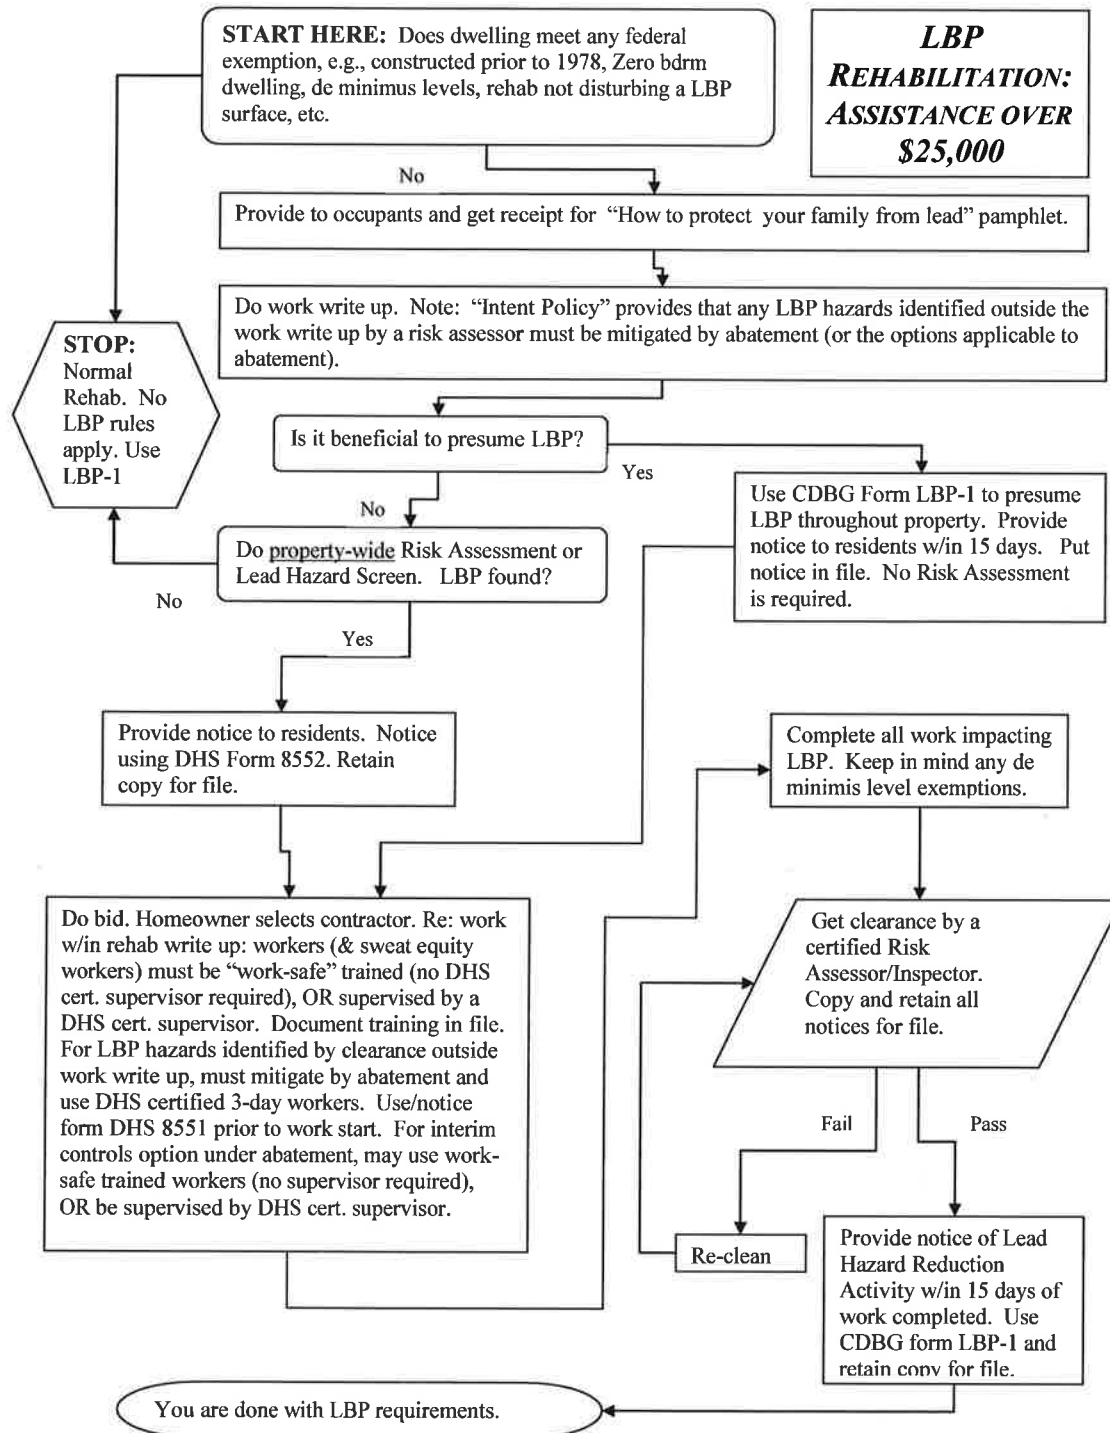 START HERE: Does dwelling meet any federal
exemption, e.g., constructed prior to 1978, Zero bdrm
dwelling, de minimus levels, rehab not disturbing a LBP
surface, etc.
LBP
REHABILITATION:
ASSISTANCE OVER
$25,000
No
Provide to occupants and get receipt for “How to protect your family from lead” pamphlet.
Do work write up. Note: “Intent Policy” provides that any LBP hazards identified outside the
work write up by a risk assessor must be mitigated by abatement (or the options applicable to
abatement).
STOP:
Normal
Rehab. No
LBP rules
apply. Use
LBP-1
Is it beneficial to presume LBP?
Yes
No
Use CDBG Form LBP-1 to presume
LBP throughout property. Provide
notice to residents w/in 15 days. Put
notice in file. No Risk Assessment
is required.
Do property-wide Risk Assessment or
Lead Hazard Screen. LBP found?
No
Yes
Provide notice to residents. Notice
using DHS Form 8552. Retain
copy for file.
Complete all work impacting
LBP. Keep in mind any de
minimis level exemptions.
Do bid. Homeowner selects contractor. Re: work
w/in rehab write up: workers (& sweat equity
workers) must be “work-safe” trained (no DHS
cert. supervisor required), OR supervised by a
DHS cert. supervisor. Document training in file.
For LBP hazards identified by clearance outside
work write up, must mitigate by abatement and
use DHS certified 3-day workers. Use/notice
form DHS 8551 prior to work start. For interim
controls option under abatement, may use work-
safe trained workers (no supervisor required),
OR be supervised by DHS cert. supervisor.
Get clearance by a
certified Risk
Assessor/Inspector.
Copy and retain all
notices for file.
Fail
Pass
Re-clean
Provide notice of Lead
Hazard Reduction
Activity w/in 15 days of
work completed. Use
CDBG form LBP-1 and
retain copy for file.
You are done with LBP requirements.